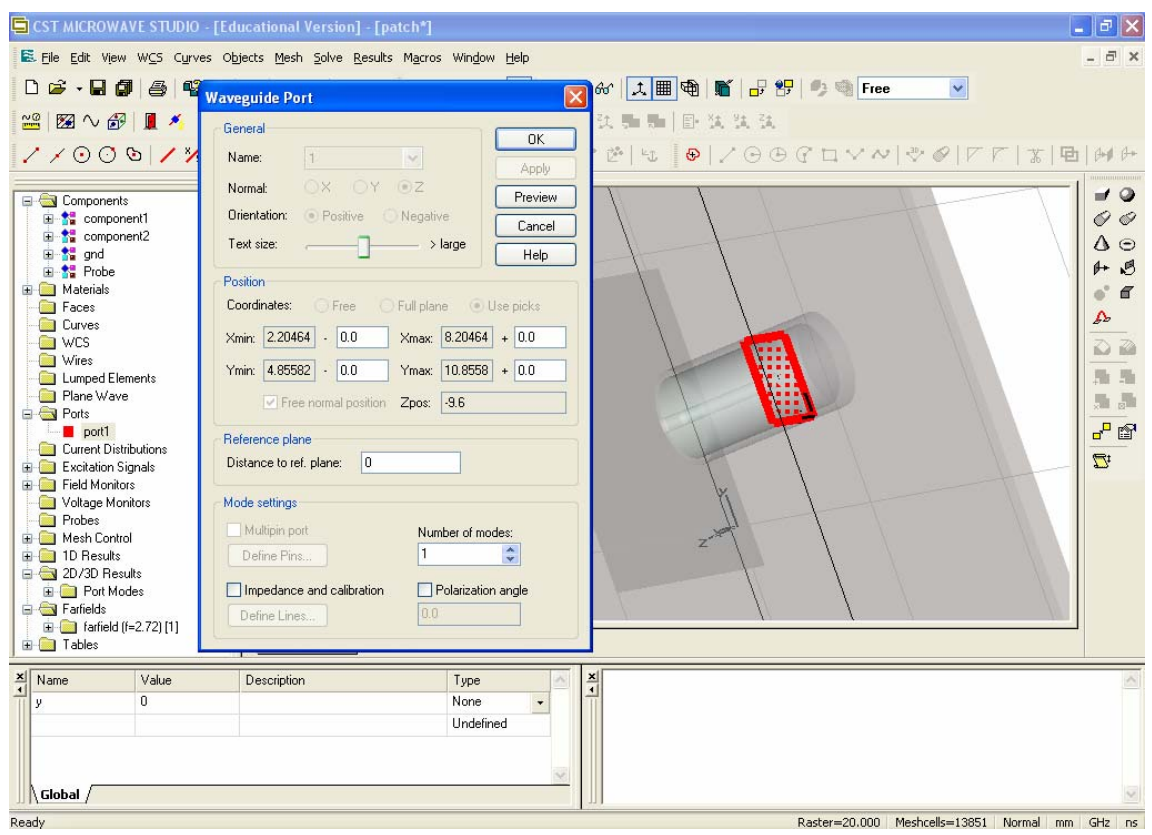 CST MICROWAVE STUDIO - [Educational Version] - [patch*]
File Edit View WCS Curves Objects Mesh Solve Results Macros Window Help
Free
Waveguide Port
General
Name: 1
Normal: X Y Z
Orientation: Positive Negative
Text size: > large
OK
Apply
Preview
Cancel
Help
Position
Coordinates: Free Full plane Use picks
Xmin: 2.20464 - 0.0 Xmax: 8.20464 + 0.0
Ymin: 4.85582 - 0.0 Ymax: 10.8558 + 0.0
Free normal position Zpos: -9.6
Reference plane
Distance to ref. plane: 0
Mode settings
Multipin port
Define Pins...
Number of modes:
1
Impedance and calibration
Define Lines...
Polarization angle
0.0
Components
component1
component2
gnd
Probe
Materials
Faces
Curves
WCS
Wires
Lumped Elements
Plane Wave
Ports
port1
Current Distributions
Excitation Signals
Field Monitors
Voltage Monitors
Probes
Mesh Control
1D Results
2D/3D Results
Port Modes
Farfields
farfield (f=2.72) [1]
Tables
Y
Z
Name Value Description Type
y 0 None
Undefined
Global
Ready Raster=20.000 Meshcells=13851 Normal mm GHz ns